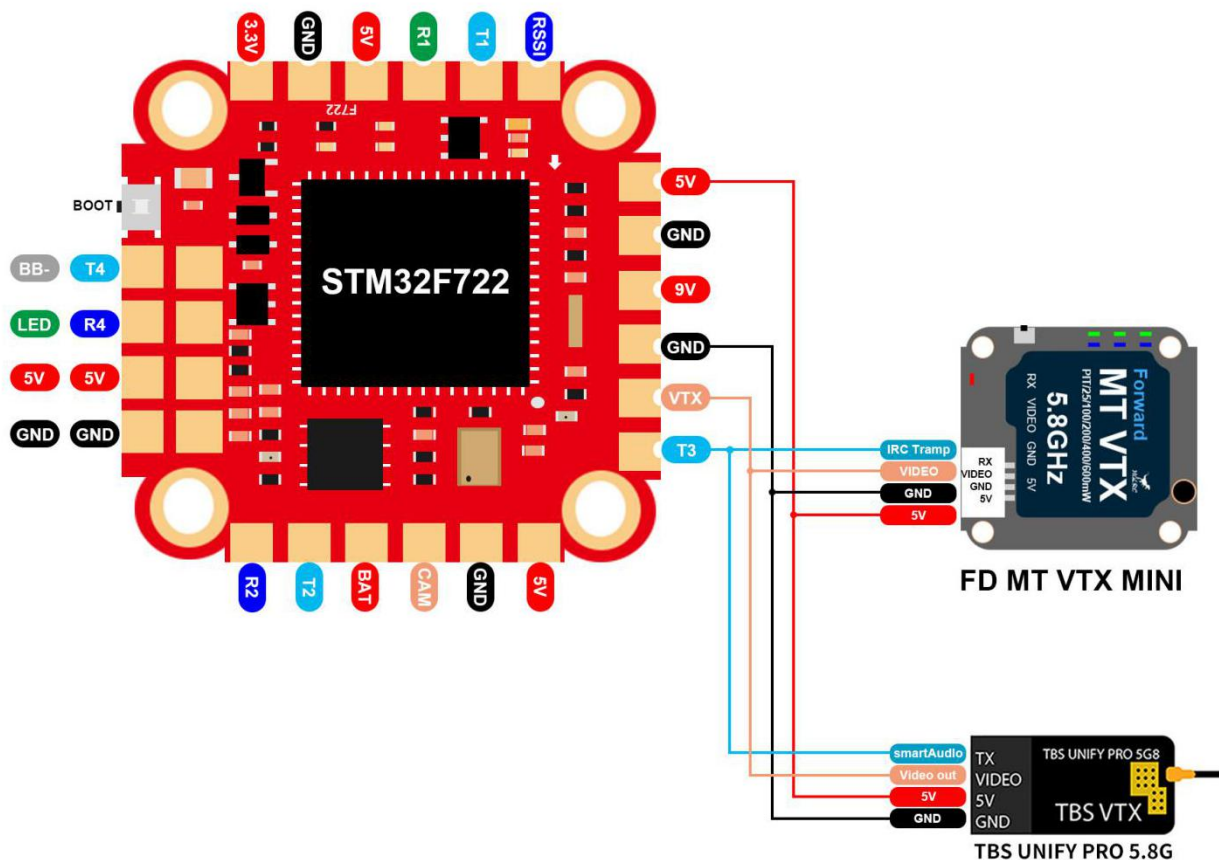 3.3V
GND
5V
R1
T1
RSSI
F722
BOOT
BB-
T4
LED
R4
5V
5V
GND
GND
STM32F722
5V
GND
9V
GND
VTX
T3
R2
T2
BAT
CAM
GND
5V
IRC Tramp
VIDEO
GND
5V
RX
VIDEO
GND
5V
RX VIDEO GND 5V
5.8GHz
PIT/25/100/200/400/600mW
MT VTX
Forward
FD MT VTX MINI
smartAudio
Video out
5V
GND
TX
VIDEO
5V
GND
TBS UNIFY PRO 5G8
TBS VTX
TBS UNIFY PRO 5.8G